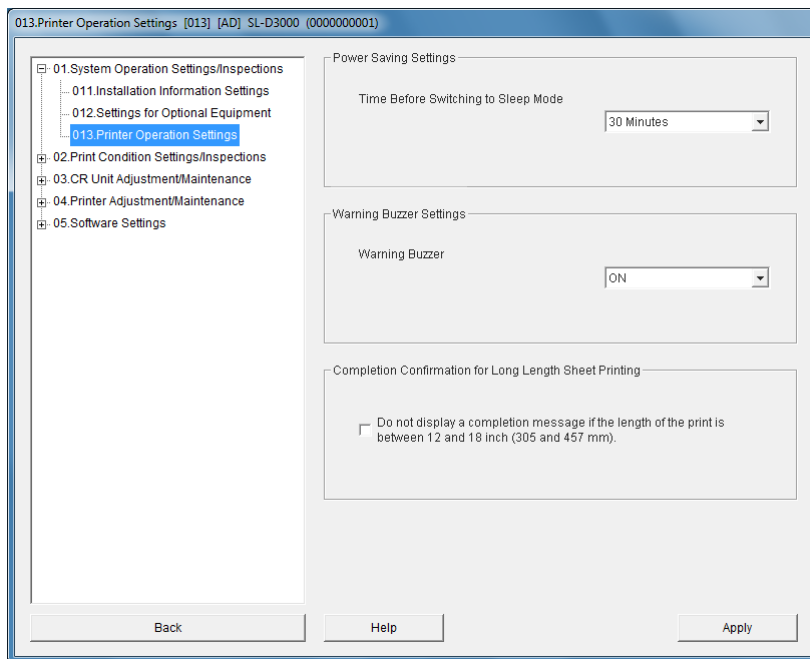 013.Printer Operation Settings [013] [AD] SL-D3000 (0000000001)
01.System Operation Settings/Inspections
011.Installation Information Settings
012.Settings for Optional Equipment
013.Printer Operation Settings
02.Print Condition Settings/Inspections
03.CR Unit Adjustment/Maintenance
04.Printer Adjustment/Maintenance
05.Software Settings
Power Saving Settings
Time Before Switching to Sleep Mode
30 Minutes
Warning Buzzer Settings
Warning Buzzer
ON
Completion Confirmation for Long Length Sheet Printing
Do not display a completion message if the length of the print is
between 12 and 18 inch (305 and 457 mm).
Back
Help
Apply